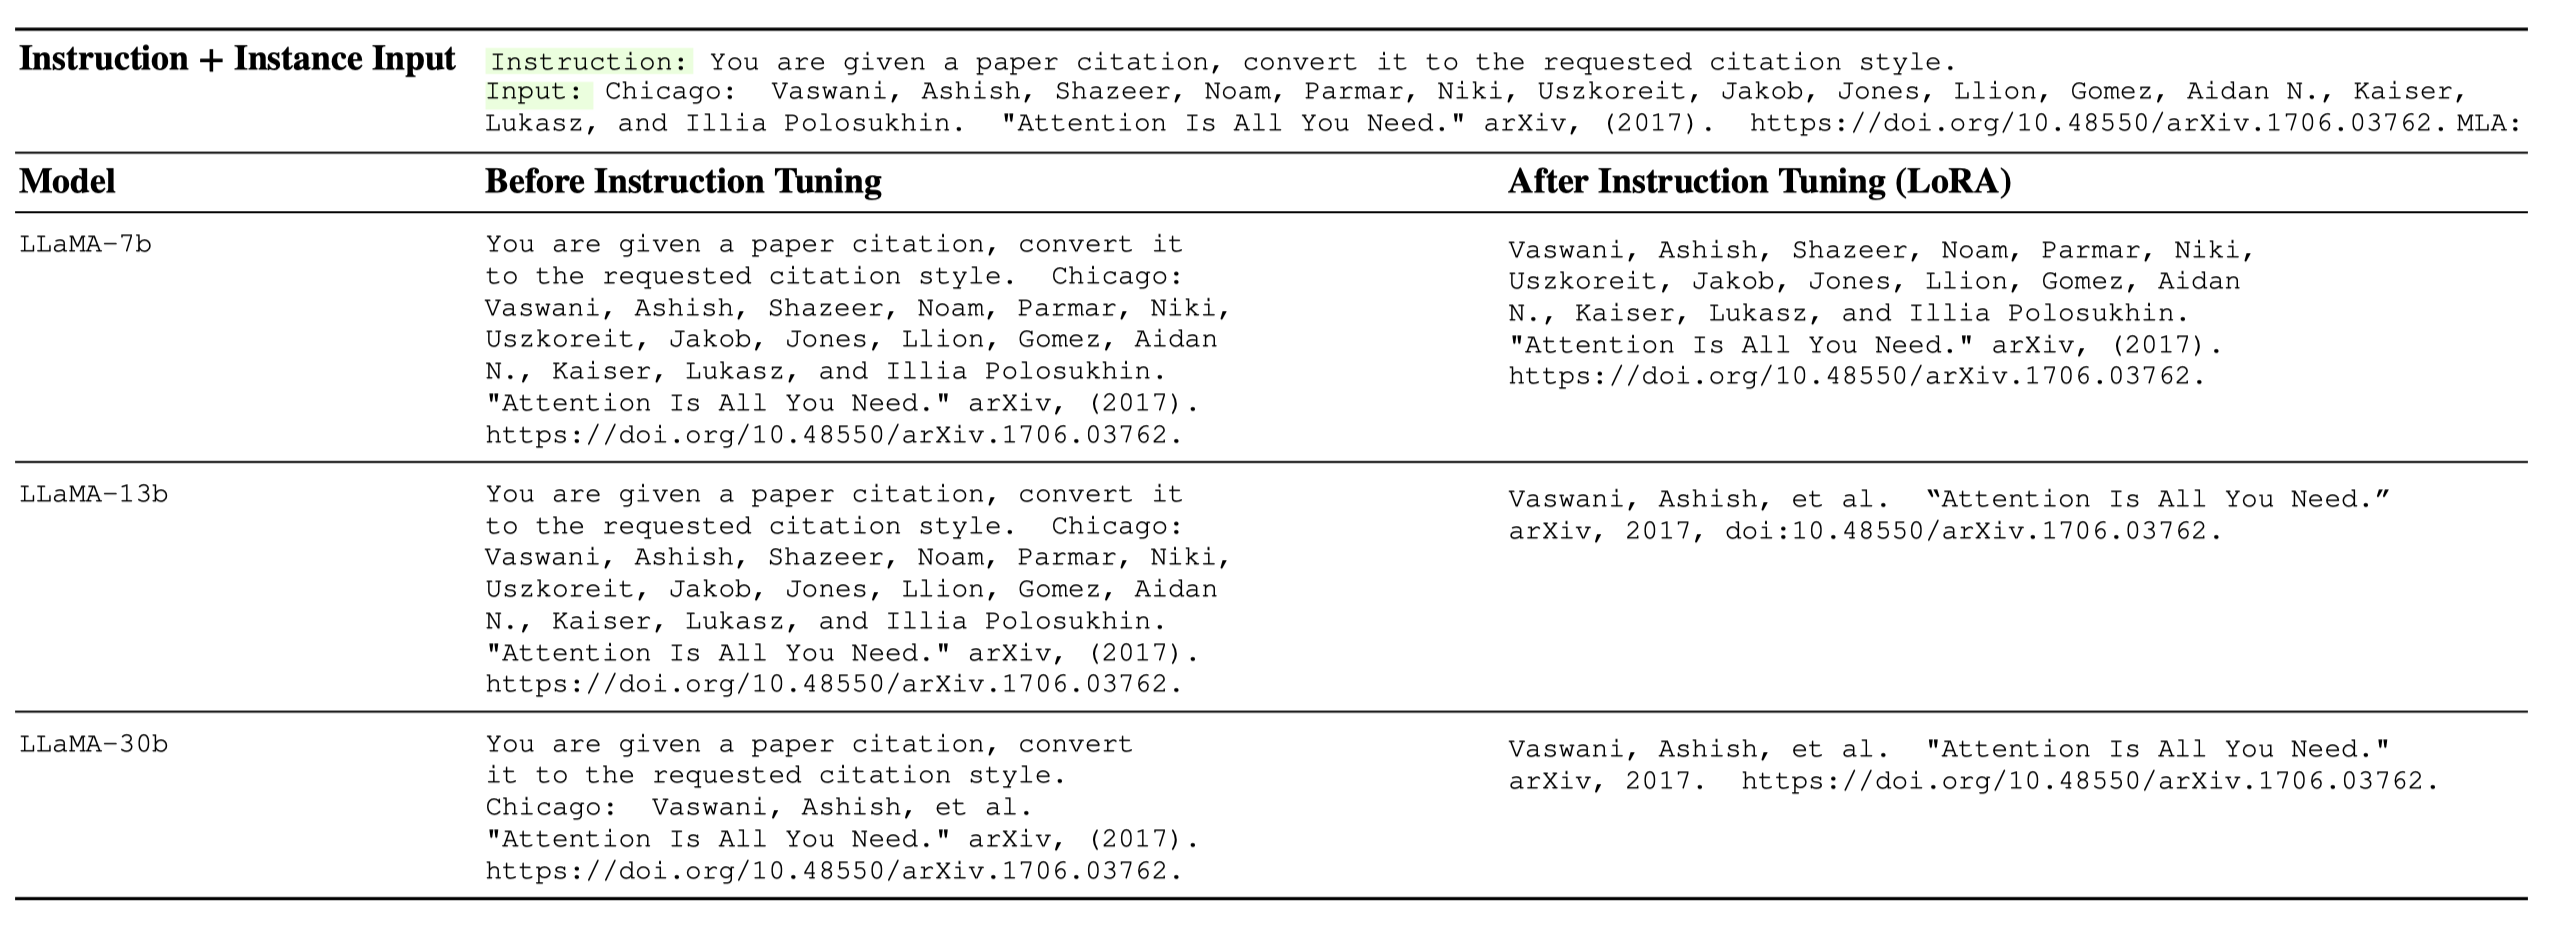 Instruction + Instance Input Instruction: You are given a paper citation, convert it to the requested citation style.
Input: Chicago: Vaswani, Ashish, Shazeer, Noam, Parmar, Niki, Uszkoreit, Jakob, Jones, Llion, Gomez, Aidan N., Kaiser,
Lukasz, and Illia Polosukhin. "Attention Is All You Need." arXiv, (2017). https://doi.org/10.48550/arXiv.1706.03762. MLA:
Model Before Instruction Tuning After Instruction Tuning (LoRA)
LLaMA-7b
You are given a paper citation, convert it
to the requested citation style. Chicago:
Vaswani, Ashish, Shazeer, Noam, Parmar, Niki,
Uszkoreit, Jakob, Jones, Llion, Gomez, Aidan
N., Kaiser, Lukasz, and Illia Polosukhin.
"Attention Is All You Need." arXiv, (2017).
https://doi.org/10.48550/arXiv.1706.03762.
Vaswani, Ashish, Shazeer, Noam, Parmar, Niki,
Uszkoreit, Jakob, Jones, Llion, Gomez, Aidan
N., Kaiser, Lukasz, and Illia Polosukhin.
"Attention Is All You Need." arXiv, (2017).
https://doi.org/10.48550/arXiv.1706.03762.
LLaMA-13b
You are given a paper citation, convert it
to the requested citation style. Chicago:
Vaswani, Ashish, Shazeer, Noam, Parmar, Niki,
Uszkoreit, Jakob, Jones, Llion, Gomez, Aidan
N., Kaiser, Lukasz, and Illia Polosukhin.
"Attention Is All You Need." arXiv, (2017).
https://doi.org/10.48550/arXiv.1706.03762.
Vaswani, Ashish, et al. “Attention Is All You Need.”
arXiv, 2017, doi:10.48550/arXiv.1706.03762.
LLaMA-30b
You are given a paper citation, convert
it to the requested citation style.
Chicago: Vaswani, Ashish, et al.
"Attention Is All You Need." arXiv, (2017).
https://doi.org/10.48550/arXiv.1706.03762.
Vaswani, Ashish, et al. "Attention Is All You Need."
arXiv, 2017. https://doi.org/10.48550/arXiv.1706.03762.